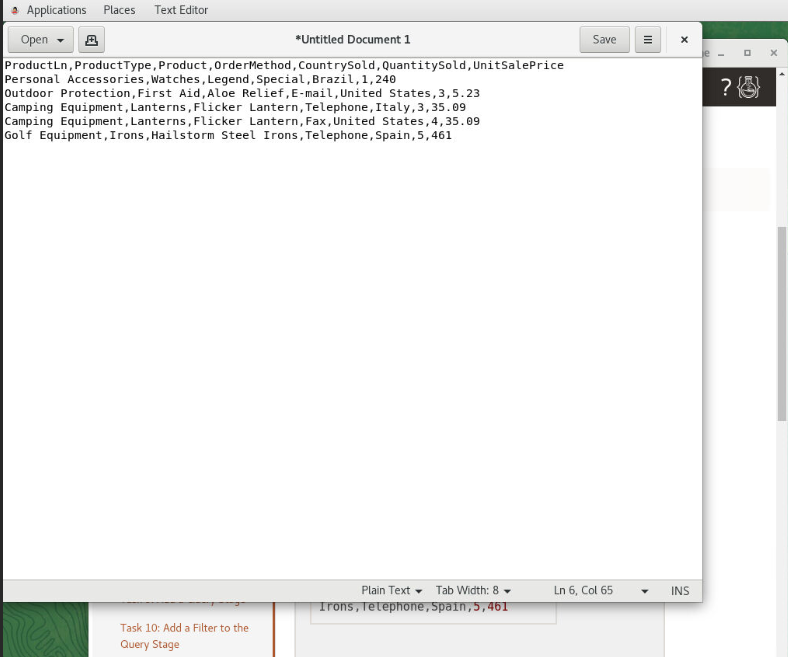 Applications Places Text Editor
Open *Untitled Document 1 Save
ProductLn,ProductType,Product,OrderMethod,CountrySold,QuantitySold,UnitSalePrice
Personal Accessories,Watches,Legend,Special,Brazil,1,240
Outdoor Protection,First Aid,Aloe Relief,E-mail,United States,3,5.23
Camping Equipment,Lanterns,Flicker Lantern,Telephone,Italy,3,35.09
Camping Equipment,Lanterns,Flicker Lantern,Fax,United States,4,35.09
Golf Equipment,Irons,Hailstorm Steel Irons,Telephone,Spain,5,461
Plain Text Tab Width: 8 Ln 6, Col 65 INS
Irons,Telephone,Spain,5,461
Task 10: Add a Filter to the
Query Stage